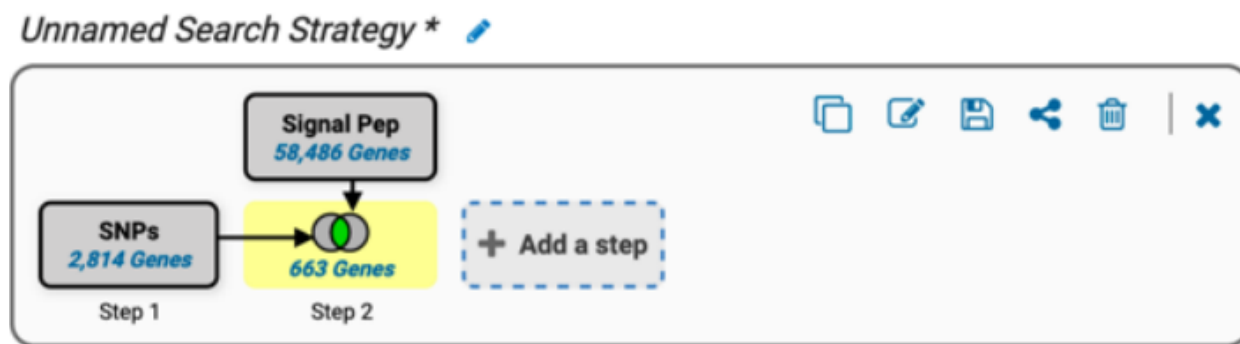 Unnamed Search Strategy *
Signal Pep
58,486 Genes
SNPs
2,814 Genes
663 Genes
Add a step
Step 1
Step 2